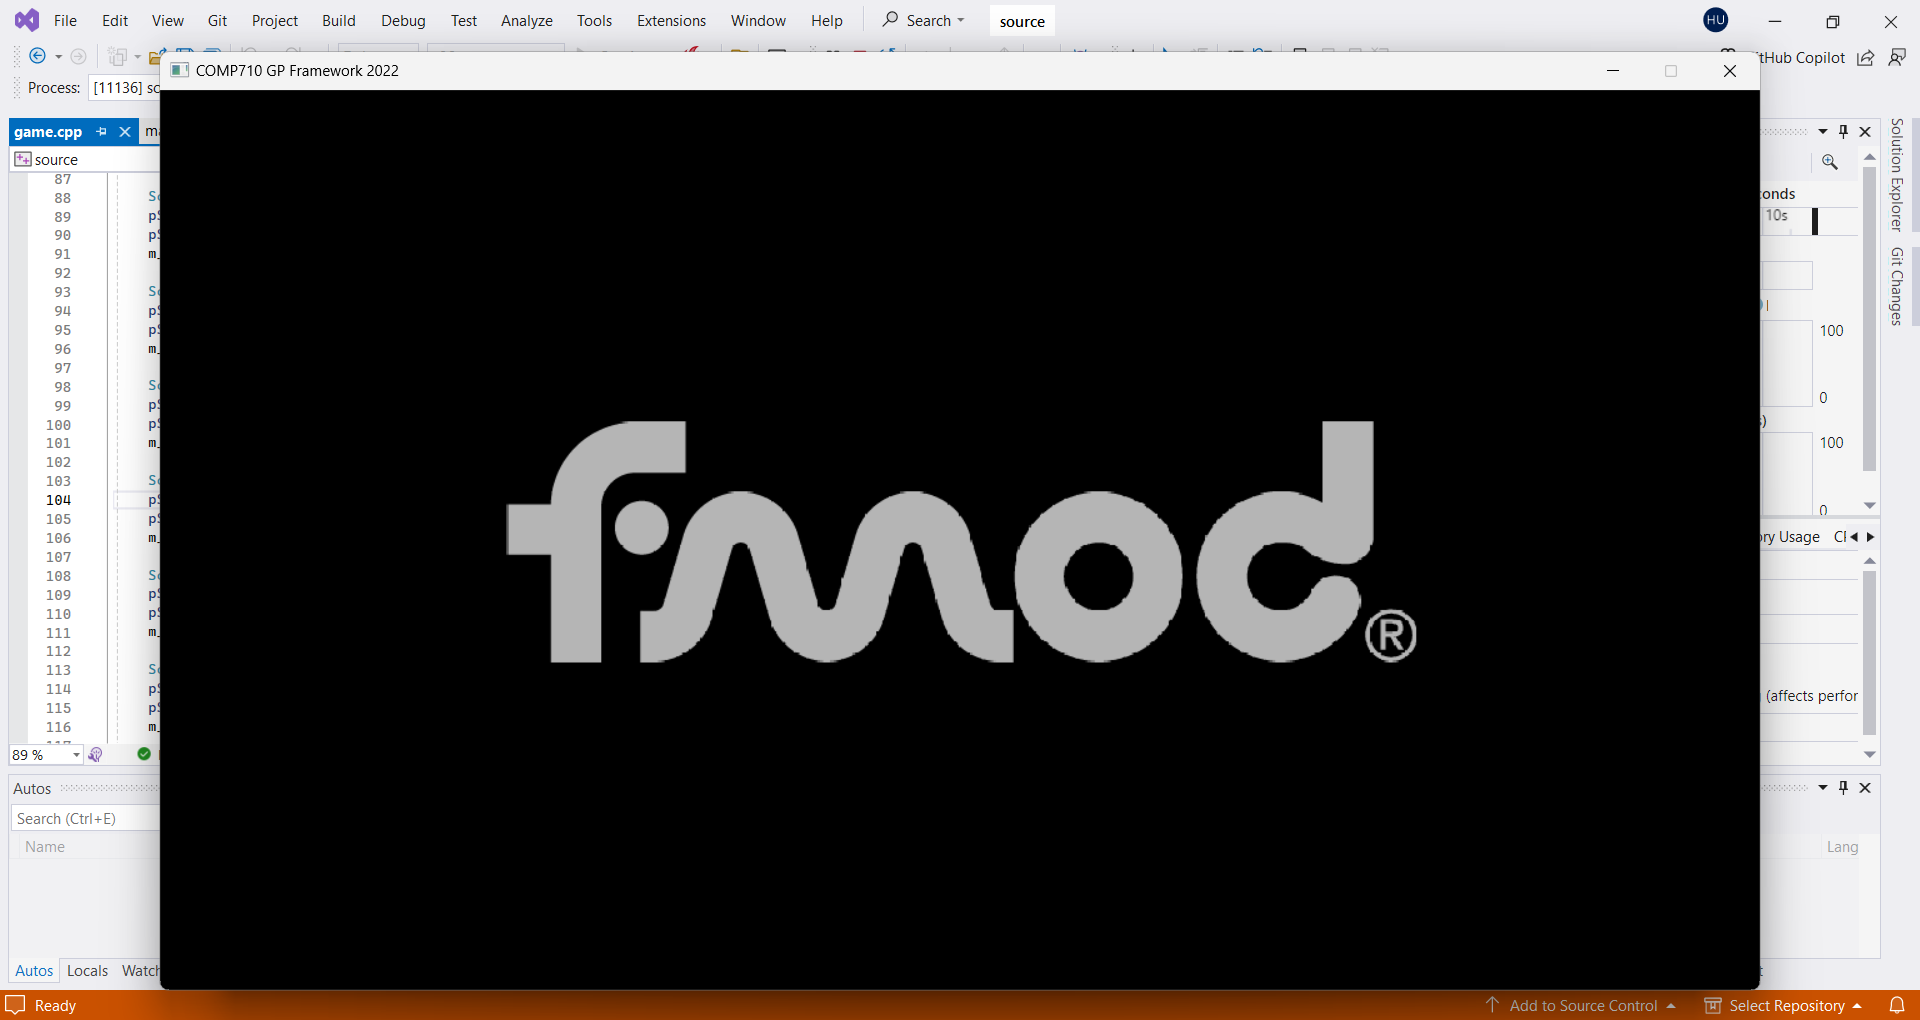 File Edit View Git Project Build Debug Test Analyze Tools Extensions Window Help Search source HU
GitHub Copilot
Process: [11136]
COMP710 GP Framework 2022
game.cpp
source
87
88
89
90
91
92
93
94
95
96
97
98
99
100
101
102
103
104
105
106
107
108
109
110
111
112
113
114
115
116
89 %
fmod®
10s
100
0
100
0
Usage
(affects
Solution Explorer
Git Changes
Autos
Search (Ctrl+E)
Name
Lang
Autos Locals Watch
Ready
Add to Source Control Select Repository